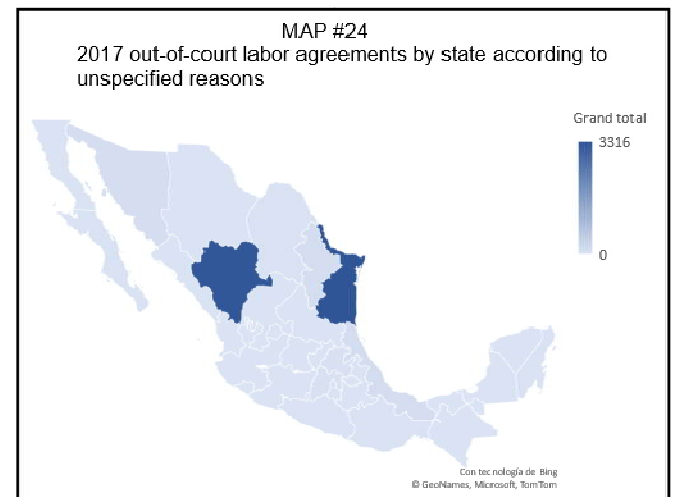 MAP #24
2017 out-of-court labor agreements by state according to
unspecified reasons
Grand total
3316
0
Con tecnología de Bing
© GeoNames, Microsoft, TomTom